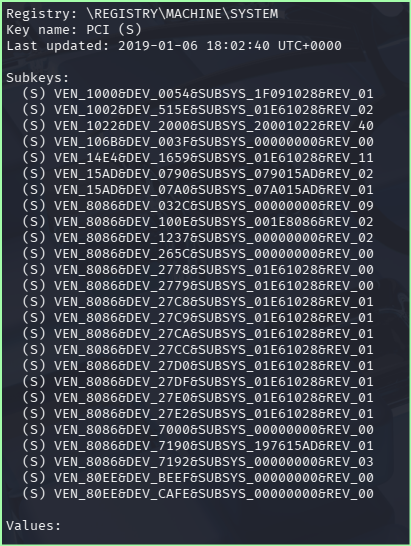 Registry: \REGISTRY\MACHINE\SYSTEM
Key name: PCI (S)
Last updated: 2019-01-06 18:02:40 UTC+0000
Subkeys:
(S) VEN_1000&DEV_0054&SUBSYS_1F091028&REV_01
(S) VEN_1002&DEV_515E&SUBSYS_01E61028&REV_02
(S) VEN_1022&DEV_2000&SUBSYS_20001022&REV_40
(S) VEN_106B&DEV_003F&SUBSYS_00000000&REV_00
(S) VEN_14E4&DEV_1659&SUBSYS_01E61028&REV_11
(S) VEN_15AD&DEV_0790&SUBSYS_079015AD&REV_02
(S) VEN_15AD&DEV_07A0&SUBSYS_07A015AD&REV_01
(S) VEN_8086&DEV_032C&SUBSYS_00000000&REV_09
(S) VEN_8086&DEV_100E&SUBSYS_001E8086&REV_02
(S) VEN_8086&DEV_1237&SUBSYS_00000000&REV_02
(S) VEN_8086&DEV_265C&SUBSYS_00000000&REV_00
(S) VEN_8086&DEV_2778&SUBSYS_01E61028&REV_00
(S) VEN_8086&DEV_2779&SUBSYS_01E61028&REV_00
(S) VEN_8086&DEV_27C8&SUBSYS_01E61028&REV_01
(S) VEN_8086&DEV_27C9&SUBSYS_01E61028&REV_01
(S) VEN_8086&DEV_27CA&SUBSYS_01E61028&REV_01
(S) VEN_8086&DEV_27CC&SUBSYS_01E61028&REV_01
(S) VEN_8086&DEV_27D0&SUBSYS_01E61028&REV_01
(S) VEN_8086&DEV_27DF&SUBSYS_01E61028&REV_01
(S) VEN_8086&DEV_27E0&SUBSYS_01E61028&REV_01
(S) VEN_8086&DEV_27E2&SUBSYS_01E61028&REV_01
(S) VEN_8086&DEV_7000&SUBSYS_00000000&REV_00
(S) VEN_8086&DEV_7190&SUBSYS_197615AD&REV_01
(S) VEN_8086&DEV_7192&SUBSYS_00000000&REV_03
(S) VEN_80EE&DEV_BEEF&SUBSYS_00000000&REV_00
(S) VEN_80EE&DEV_CAFE&SUBSYS_00000000&REV_00
Values: